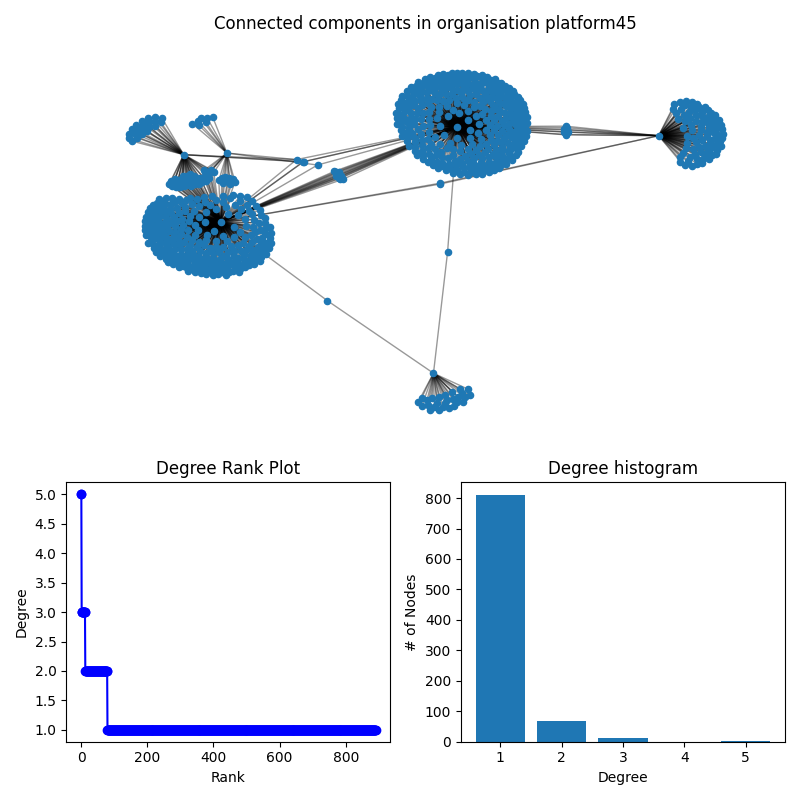 Connected components in organisation platform45
Degree Rank Plot
5.0
4.5
4.0
3.5
3.0
2.5
2.0
1.5
1.0
Degree
0 200 400 600 800
Rank
Degree histogram
800
700
600
500
400
300
200
100
0
# of Nodes
1 2 3 4 5
Degree